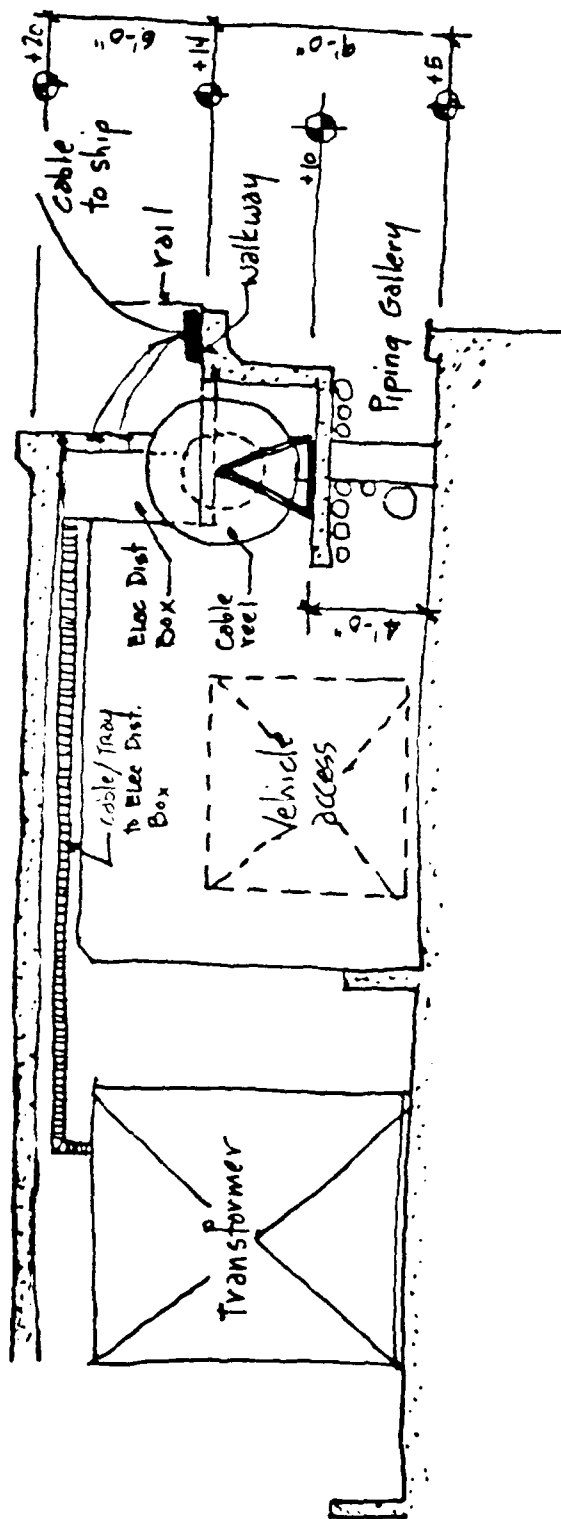 +20
6'-0"
+14
9'-0"
+10
+5
cable
to ship
rail
walkway
Piping Gallery
Elec Dist
Box
Cable
reel
4'-0"
Cable/Tray
to Elec Dist.
Box
Vehicle
access
Transformer